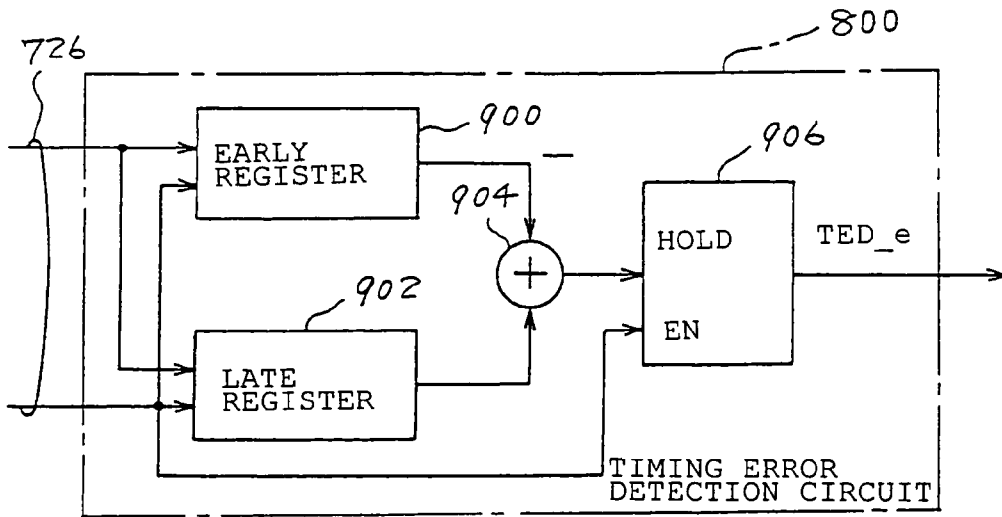 726
800
900
EARLY
REGISTER
−
904
906
HOLD
TED_e
+
902
EN
LATE
REGISTER
TIMING ERROR
DETECTION CIRCUIT